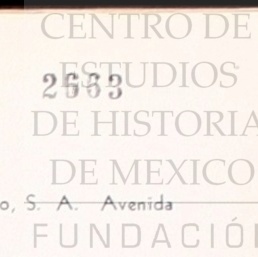 CENTRO DE
ESTUDIOS
2663
DE HISTORIA
DE MEXICO
o, S. A. Avenida
FUNDACIÓ